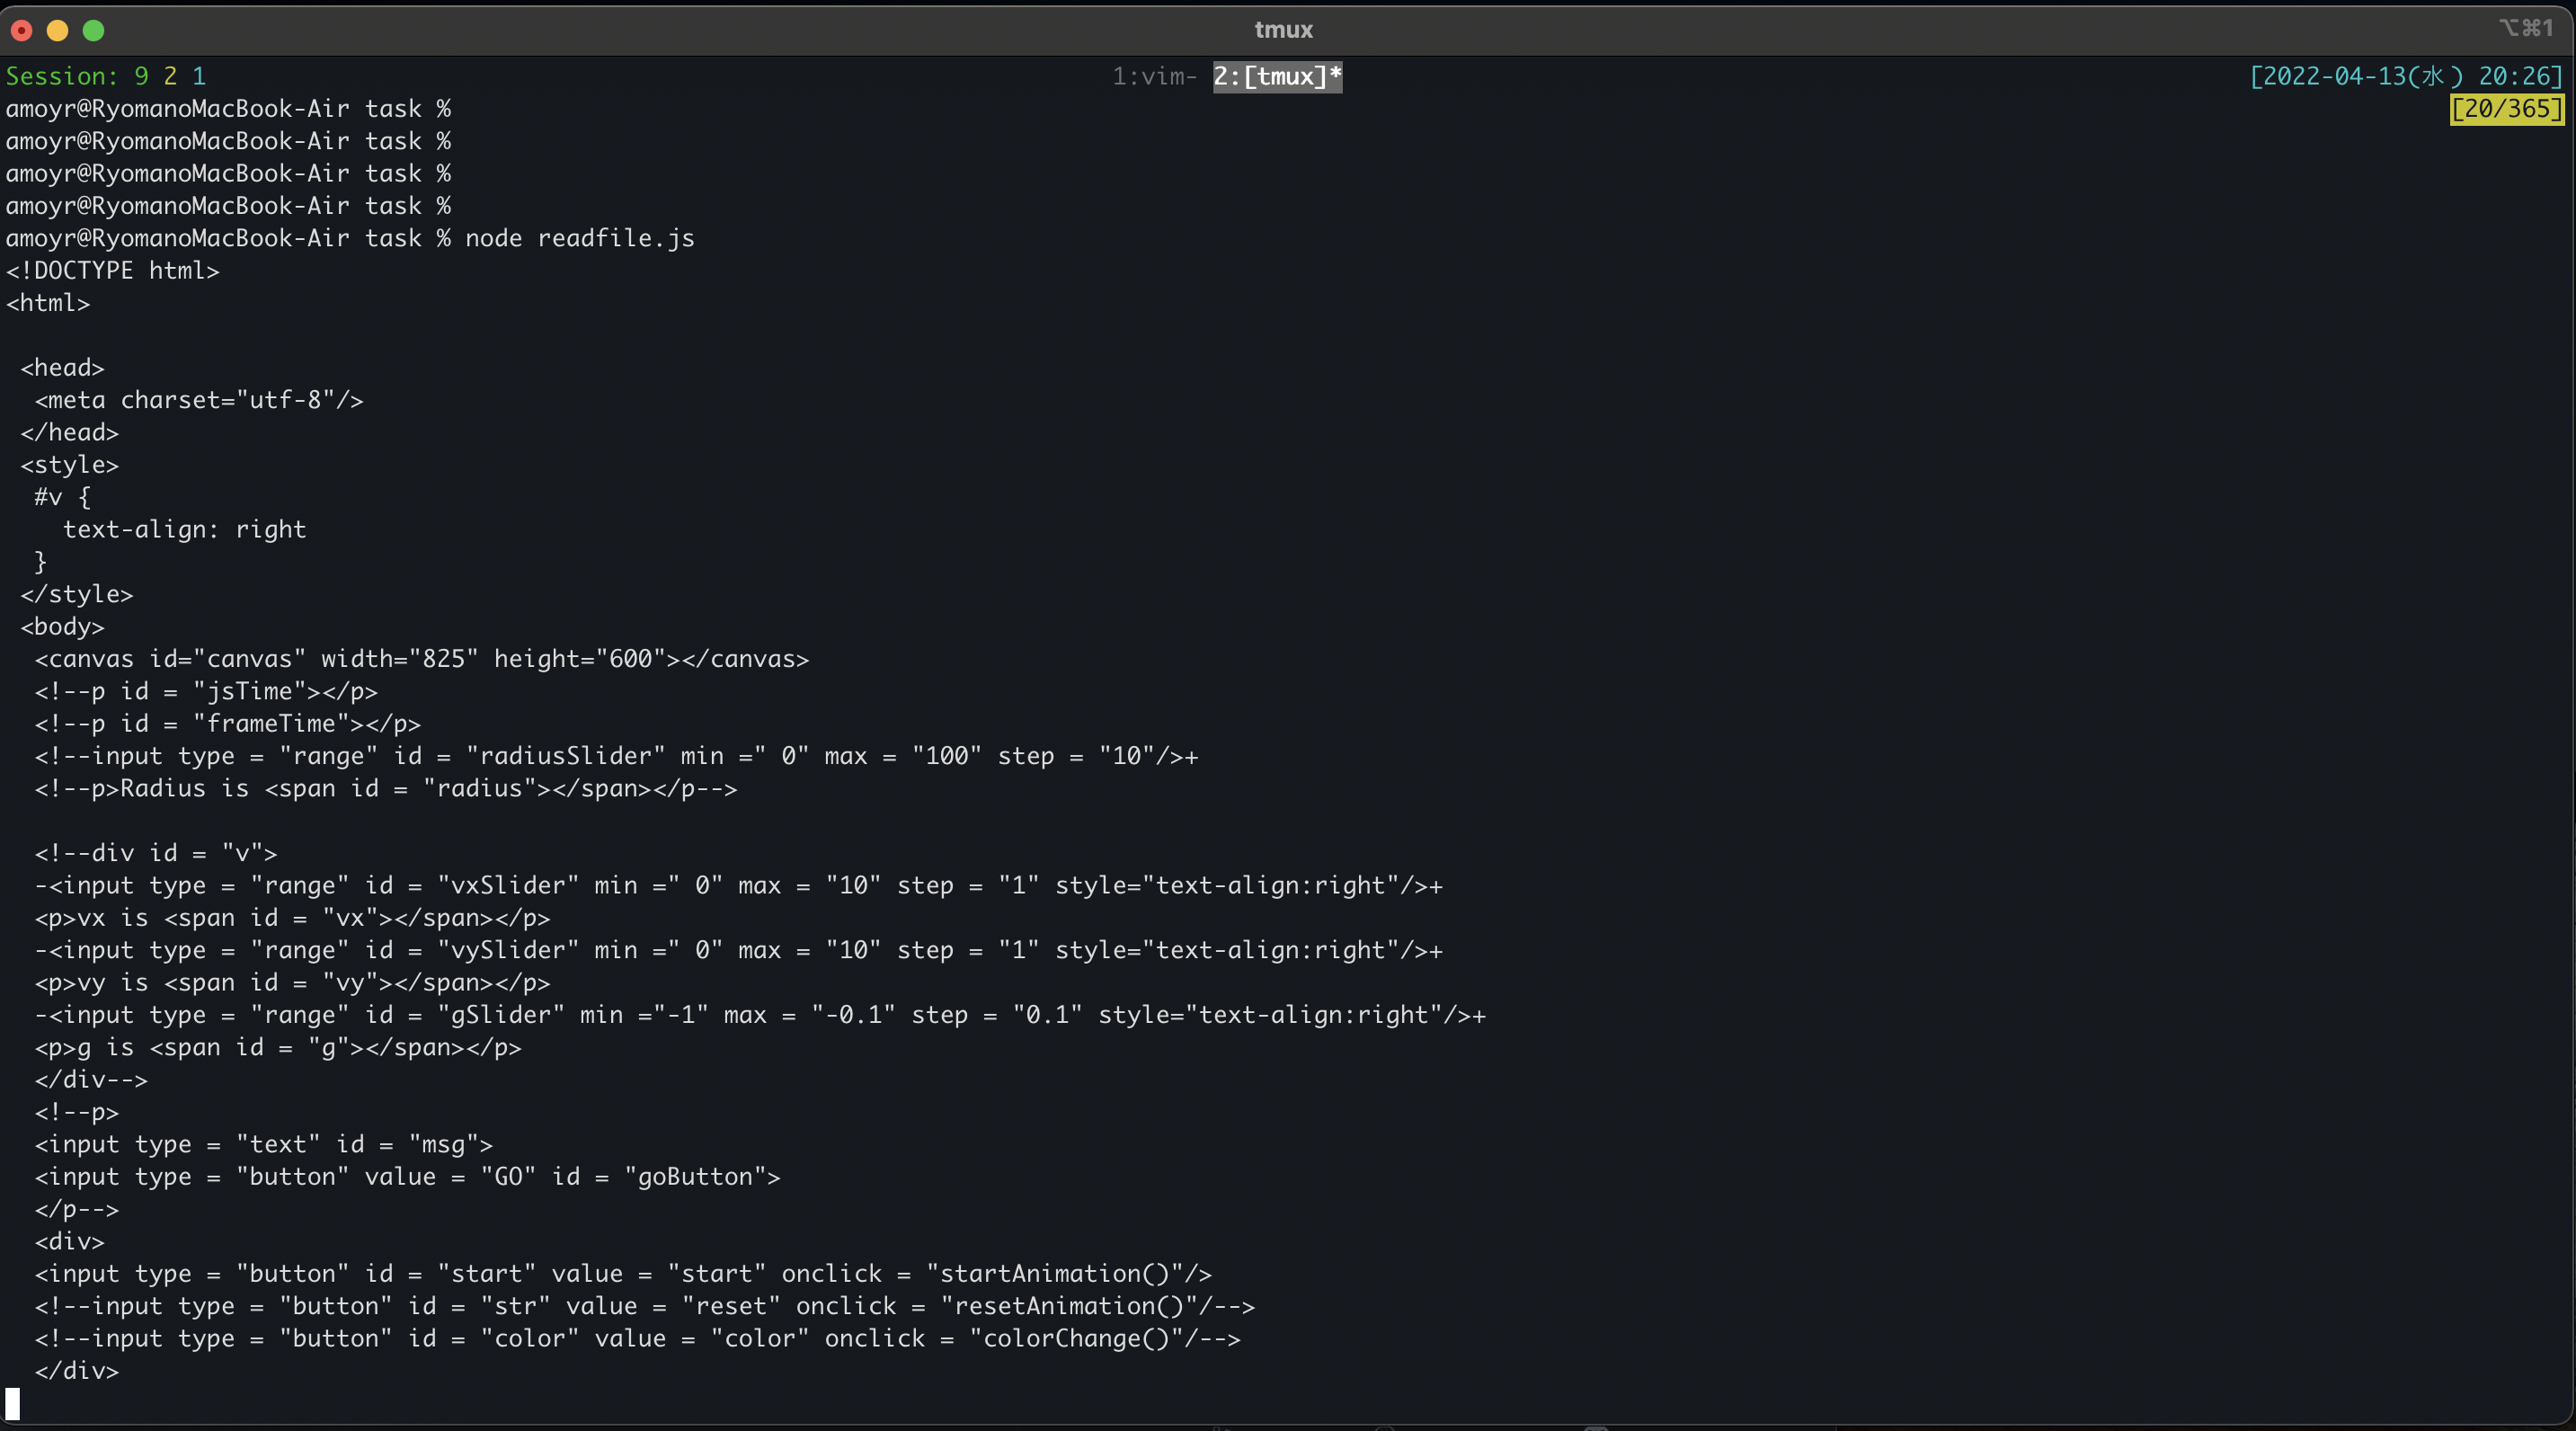 tmux ⌥⌘1
Session: 9 2 1 1:vim- 2:[tmux]* [2022-04-13(水) 20:26]
amoyr@RyomanoMacBook-Air task % [20/365]
amoyr@RyomanoMacBook-Air task %
amoyr@RyomanoMacBook-Air task %
amoyr@RyomanoMacBook-Air task %
amoyr@RyomanoMacBook-Air task % node readfile.js
<!DOCTYPE html>
<html>

 <head>
  <meta charset="utf-8"/>
 </head>
 <style>
  #v {
    text-align: right
  }
 </style>
 <body>
  <canvas id="canvas" width="825" height="600"></canvas>
  <!--p id = "jsTime"></p>
  <!--p id = "frameTime"></p>
  <!--input type = "range" id = "radiusSlider" min =" 0" max = "100" step = "10"/>+
  <!--p>Radius is <span id = "radius"></span></p-->

  <!--div id = "v">
  -<input type = "range" id = "vxSlider" min =" 0" max = "10" step = "1" style="text-align:right"/>+
  <p>vx is <span id = "vx"></span></p>
  -<input type = "range" id = "vySlider" min =" 0" max = "10" step = "1" style="text-align:right"/>+
  <p>vy is <span id = "vy"></span></p>
  -<input type = "range" id = "gSlider" min ="-1" max = "-0.1" step = "0.1" style="text-align:right"/>+
  <p>g is <span id = "g"></span></p>
  </div-->
  <!--p>
  <input type = "text" id = "msg">
  <input type = "button" value = "GO" id = "goButton">
  </p-->
  <div>
  <input type = "button" id = "start" value = "start" onclick = "startAnimation()"/>
  <!--input type = "button" id = "str" value = "reset" onclick = "resetAnimation()"/-->
  <!--input type = "button" id = "color" value = "color" onclick = "colorChange()"/-->
  </div>